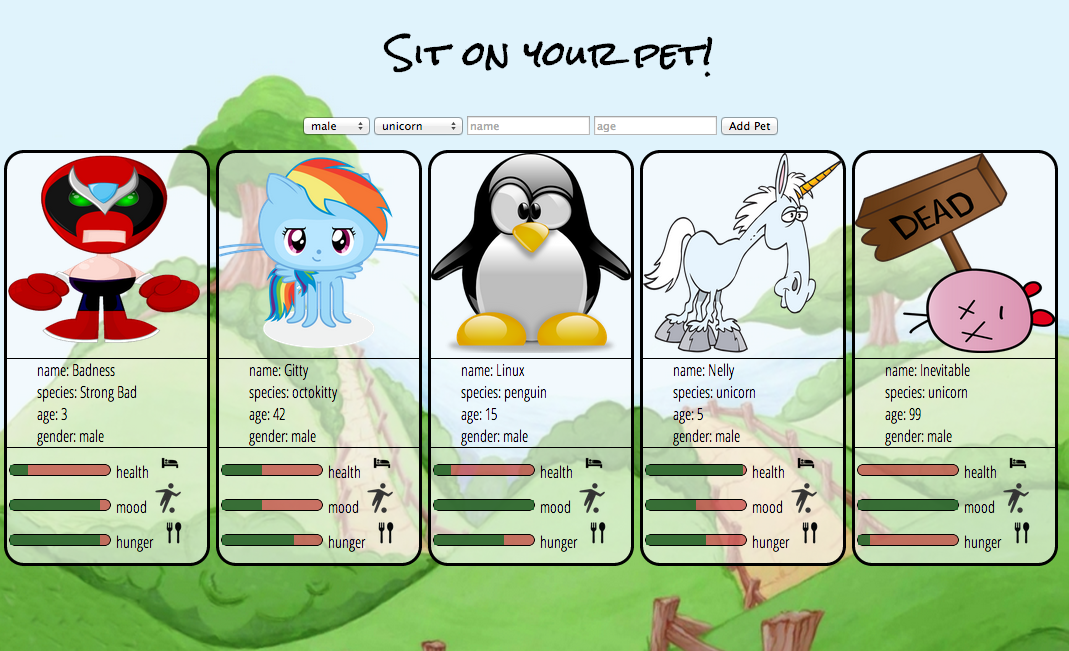 Sit on your pet!
male unicorn name age Add Pet
DEAD
name: Badness
species: Strong Bad
age: 3
gender: male
health
mood
hunger
name: Gitty
species: octokitty
age: 42
gender: male
health
mood
hunger
name: Linux
species: penguin
age: 15
gender: male
health
mood
hunger
name: Nelly
species: unicorn
age: 5
gender: male
health
mood
hunger
name: Inevitable
species: unicorn
age: 99
gender: male
health
mood
hunger